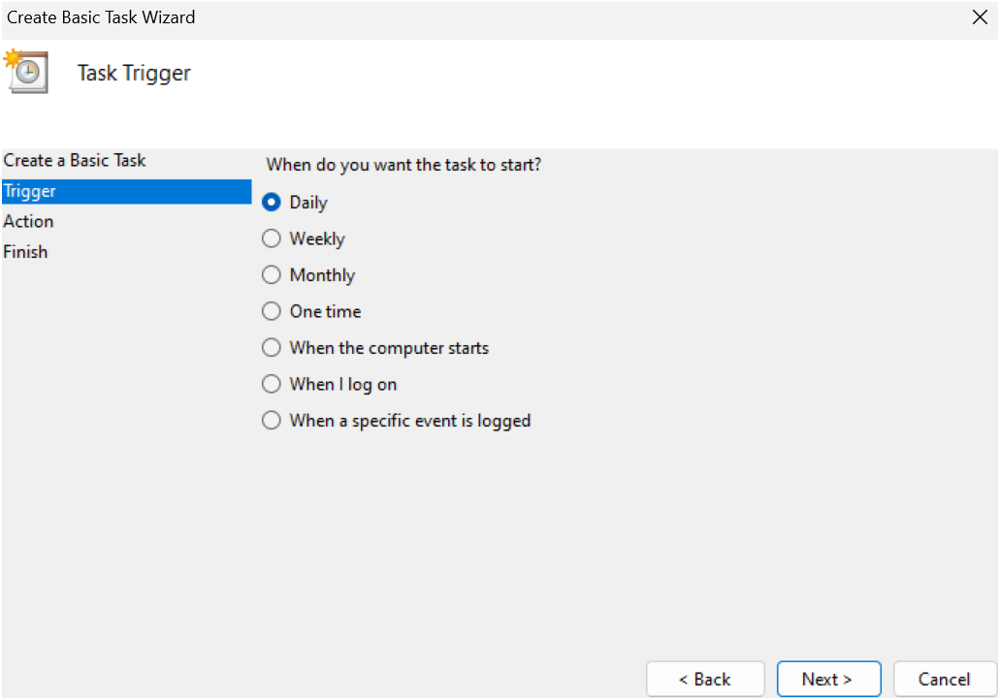 Create Basic Task Wizard
Task Trigger
Create a Basic Task
Trigger
Action
Finish
When do you want the task to start?
Daily
Weekly
Monthly
One time
When the computer starts
When I log on
When a specific event is logged
< Back
Next >
Cancel